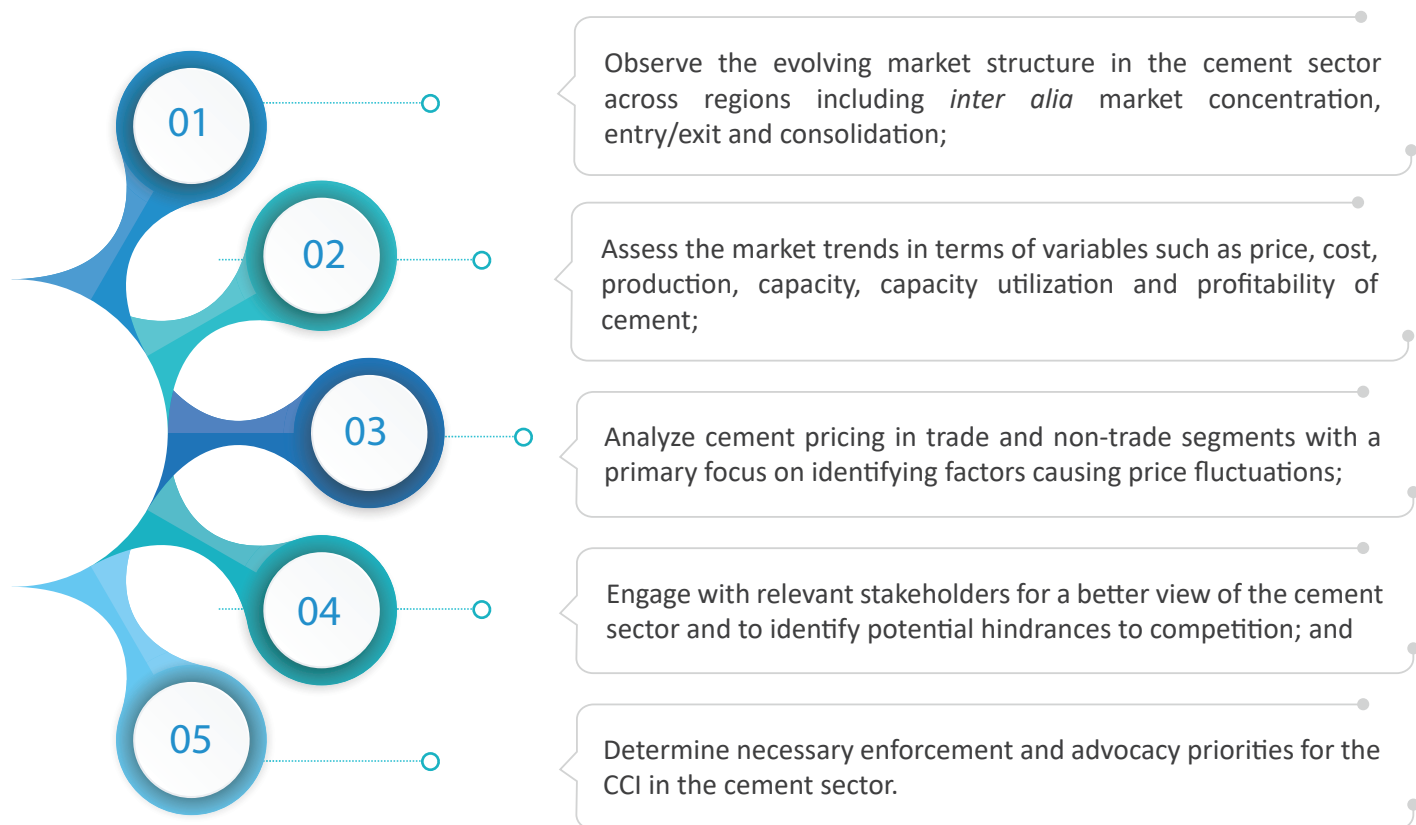 01
Observe the evolving market structure in the cement sector
across regions including inter alia market concentration,
entry/exit and consolidation;
02
Assess the market trends in terms of variables such as price, cost,
production, capacity, capacity utilization and profitability of
cement;
03
Analyze cement pricing in trade and non-trade segments with a
primary focus on identifying factors causing price fluctuations;
04
Engage with relevant stakeholders for a better view of the cement
sector and to identify potential hindrances to competition; and
05
Determine necessary enforcement and advocacy priorities for the
CCI in the cement sector.